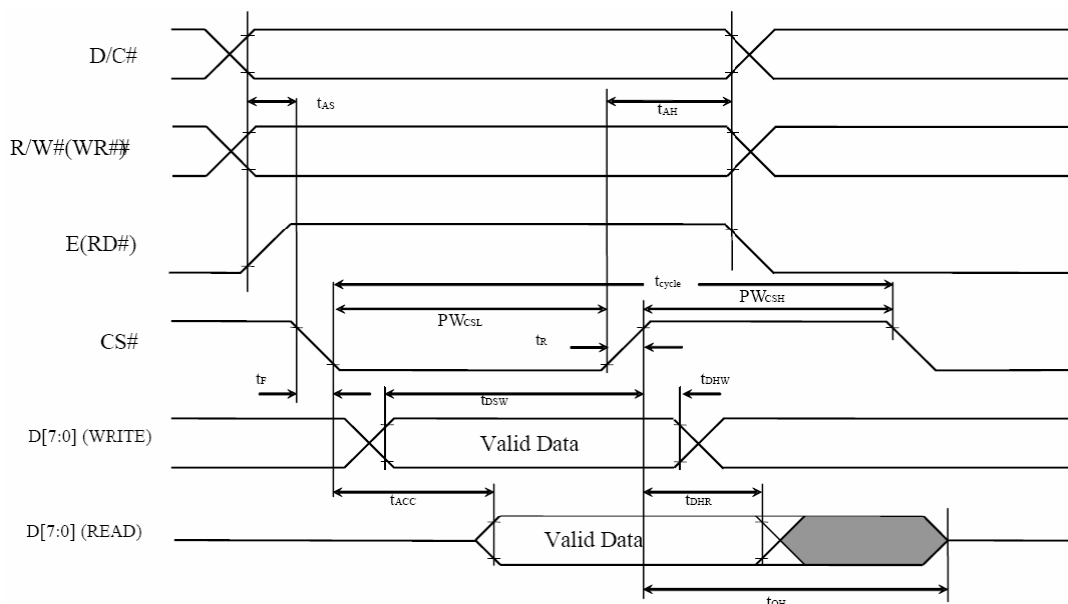 D/C#
tAS
tAH
R/W#(WR##
E(RD#)
tcycle
PWCSL
PWCSH
CS#
tR
tF
tDSW
tDHW
D[7:0] (WRITE)
Valid Data
tACC
tDHR
D[7:0] (READ)
Valid Data
tOH